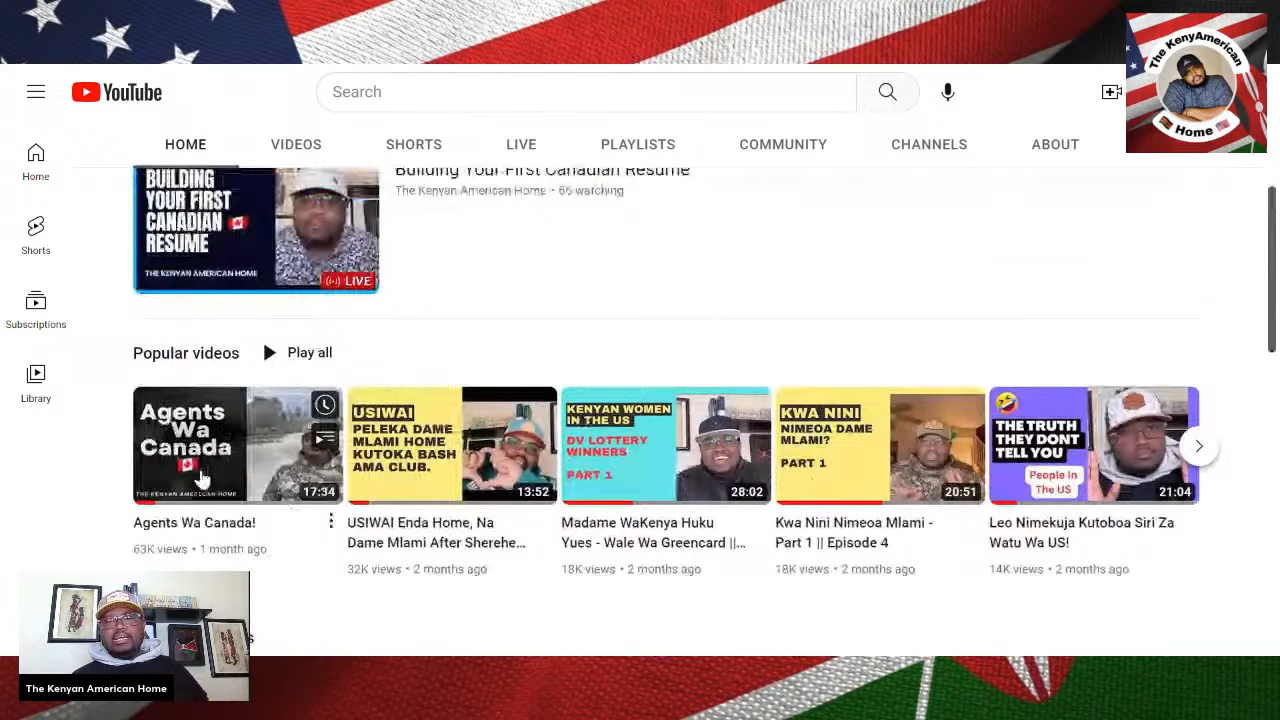 The KenyAmerican
Home
YouTube
Search
HOME
VIDEOS
SHORTS
LIVE
PLAYLISTS
COMMUNITY
CHANNELS
ABOUT
Home
Shorts
Subscriptions
Library
BUILDING
YOUR FIRST
CANADIAN
RESUME
THE KENYAN AMERICAN HOME
LIVE
Building Your First Canadian Resume
The Kenyan American Home • 66 watching
Popular videos
Play all
Agents
Wa
Canada
THE KENYAN AMERICAN HOME
17:34
USIWAI
PELEKA DAME
MLAMI HOME
KUTOKA BASH
AMA CLUB.
13:52
KENYAN WOMEN
IN THE US
DV LOTTERY
WINNERS
PART 1
28:02
KWA NINI
NIMEOA DAME
MLAMI?
PART 1
20:51
THE TRUTH
THEY DONT
TELL YOU
People In
The US
21:04
Agents Wa Canada!
63K views • 1 month ago
USIWAI Enda Home, Na
Dame Mlami After Sherehe...
32K views • 2 months ago
Madame WaKenya Huku
Yues - Wale Wa Greencard ||...
18K views • 2 months ago
Kwa Nini Nimeoa Mlami -
Part 1 || Episode 4
18K views • 2 months ago
Leo Nimekuja Kutoboa Siri Za
Watu Wa US!
14K views • 2 months ago
The Kenyan American Home